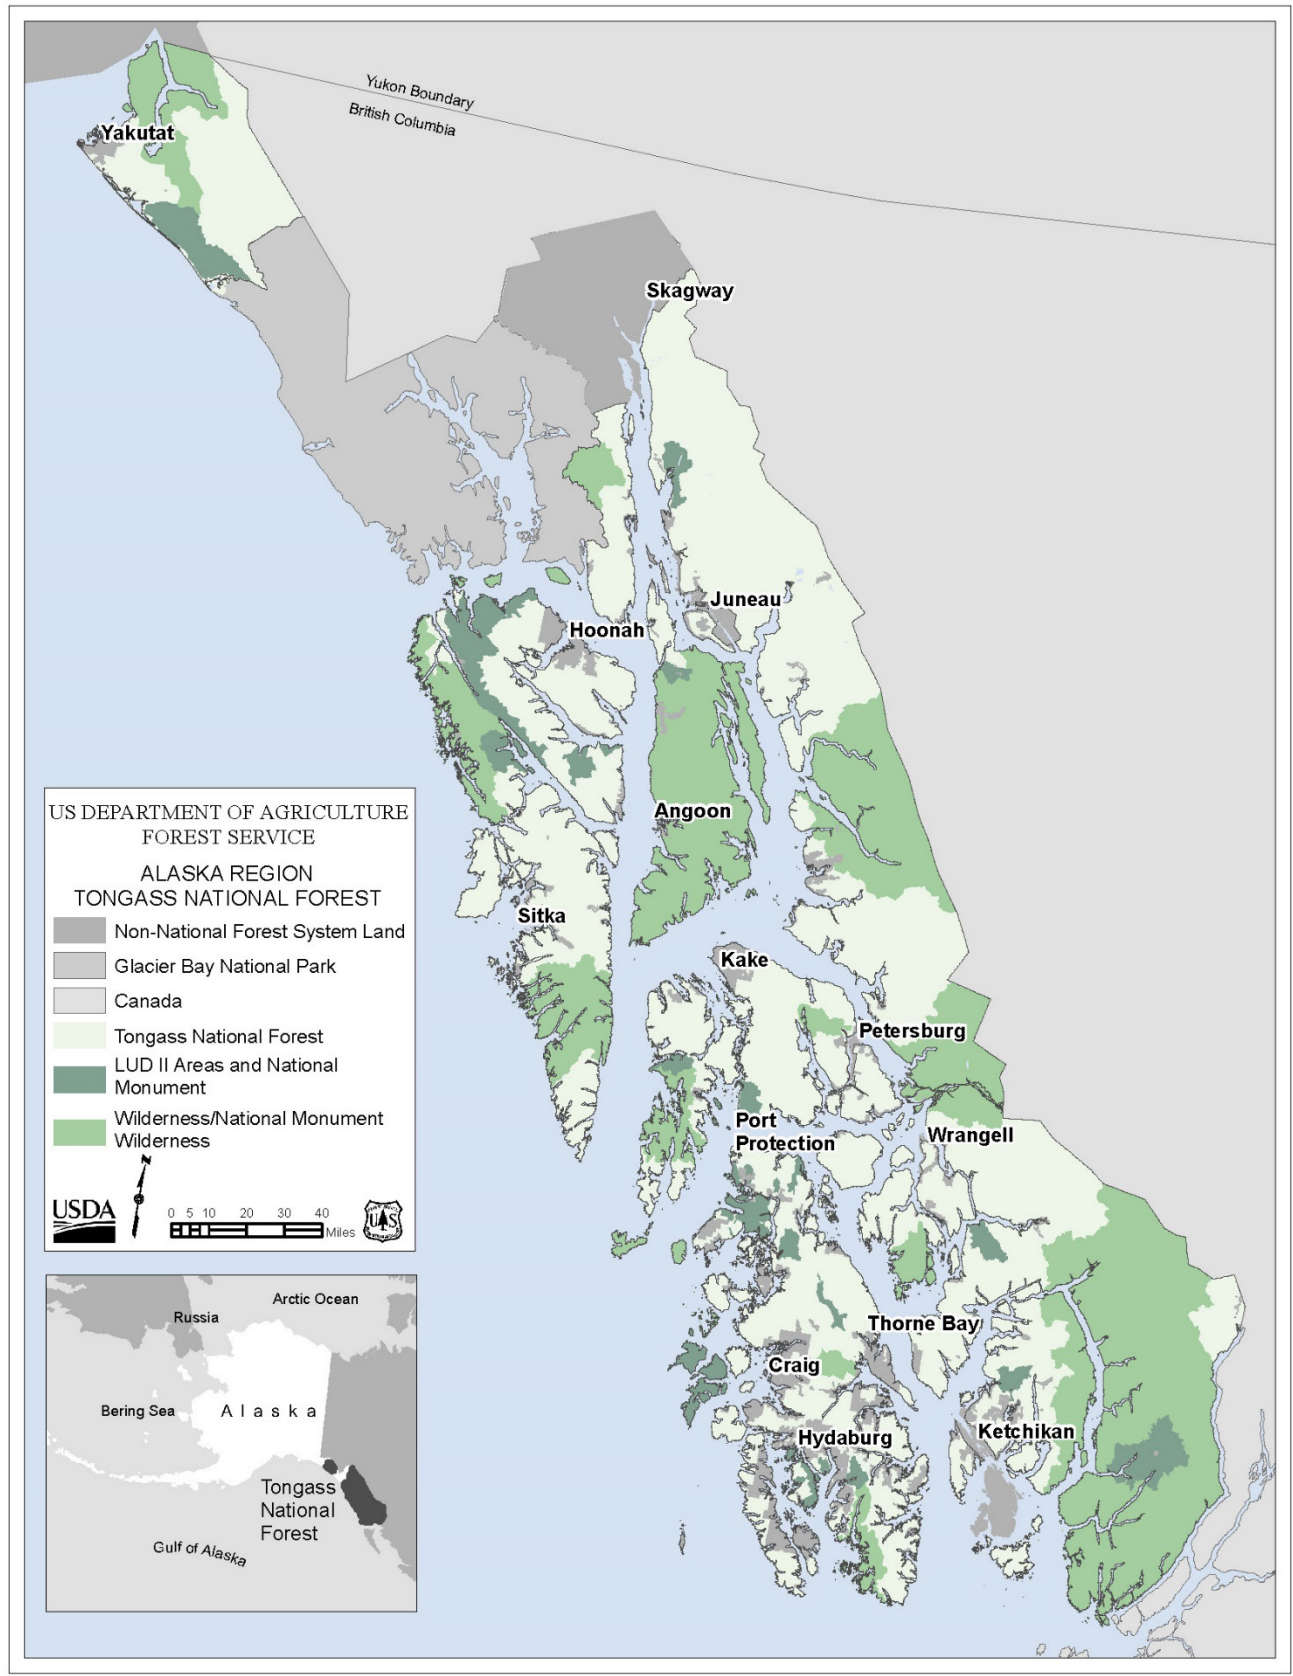 Yukon Boundary
British Columbia
Yakutat
Skagway
Juneau
Hoonah
Angoon
Sitka
Kake
Petersburg
Port
Protection
Wrangell
Thorne Bay
Craig
Hydaburg
Ketchikan
US DEPARTMENT OF AGRICULTURE
FOREST SERVICE
ALASKA REGION
TONGASS NATIONAL FOREST
Non-National Forest System Land
Glacier Bay National Park
Canada
Tongass National Forest
LUD II Areas and National
Monument
Wilderness/National Monument
Wilderness
N
USDA
0 5 10 20 30 40
Miles
U S
Russia
Arctic Ocean
Bering Sea
Alaska
Tongass
National
Forest
Gulf of Alaska